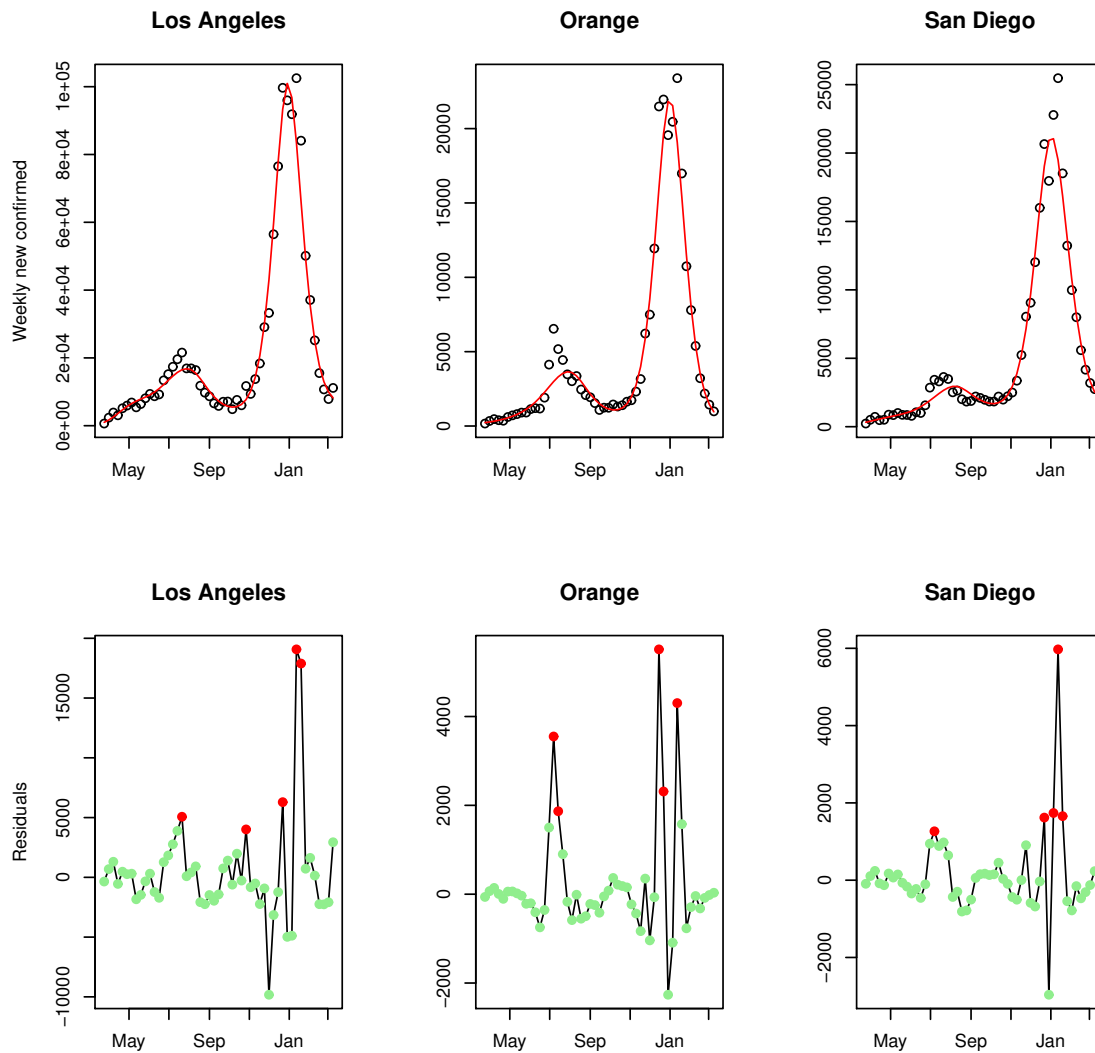 Los Angeles
Orange
San Diego
Weekly new confirmed
0e+00 2e+04 4e+04 6e+04 8e+04 1e+05
0 5000 10000 15000 20000
0 5000 10000 15000 20000 25000
May Sep Jan
May Sep Jan
May Sep Jan
Los Angeles
Orange
San Diego
Residuals
−10000 0 5000 15000
−2000 0 2000 4000
−2000 0 2000 4000 6000
May Sep Jan
May Sep Jan
May Sep Jan